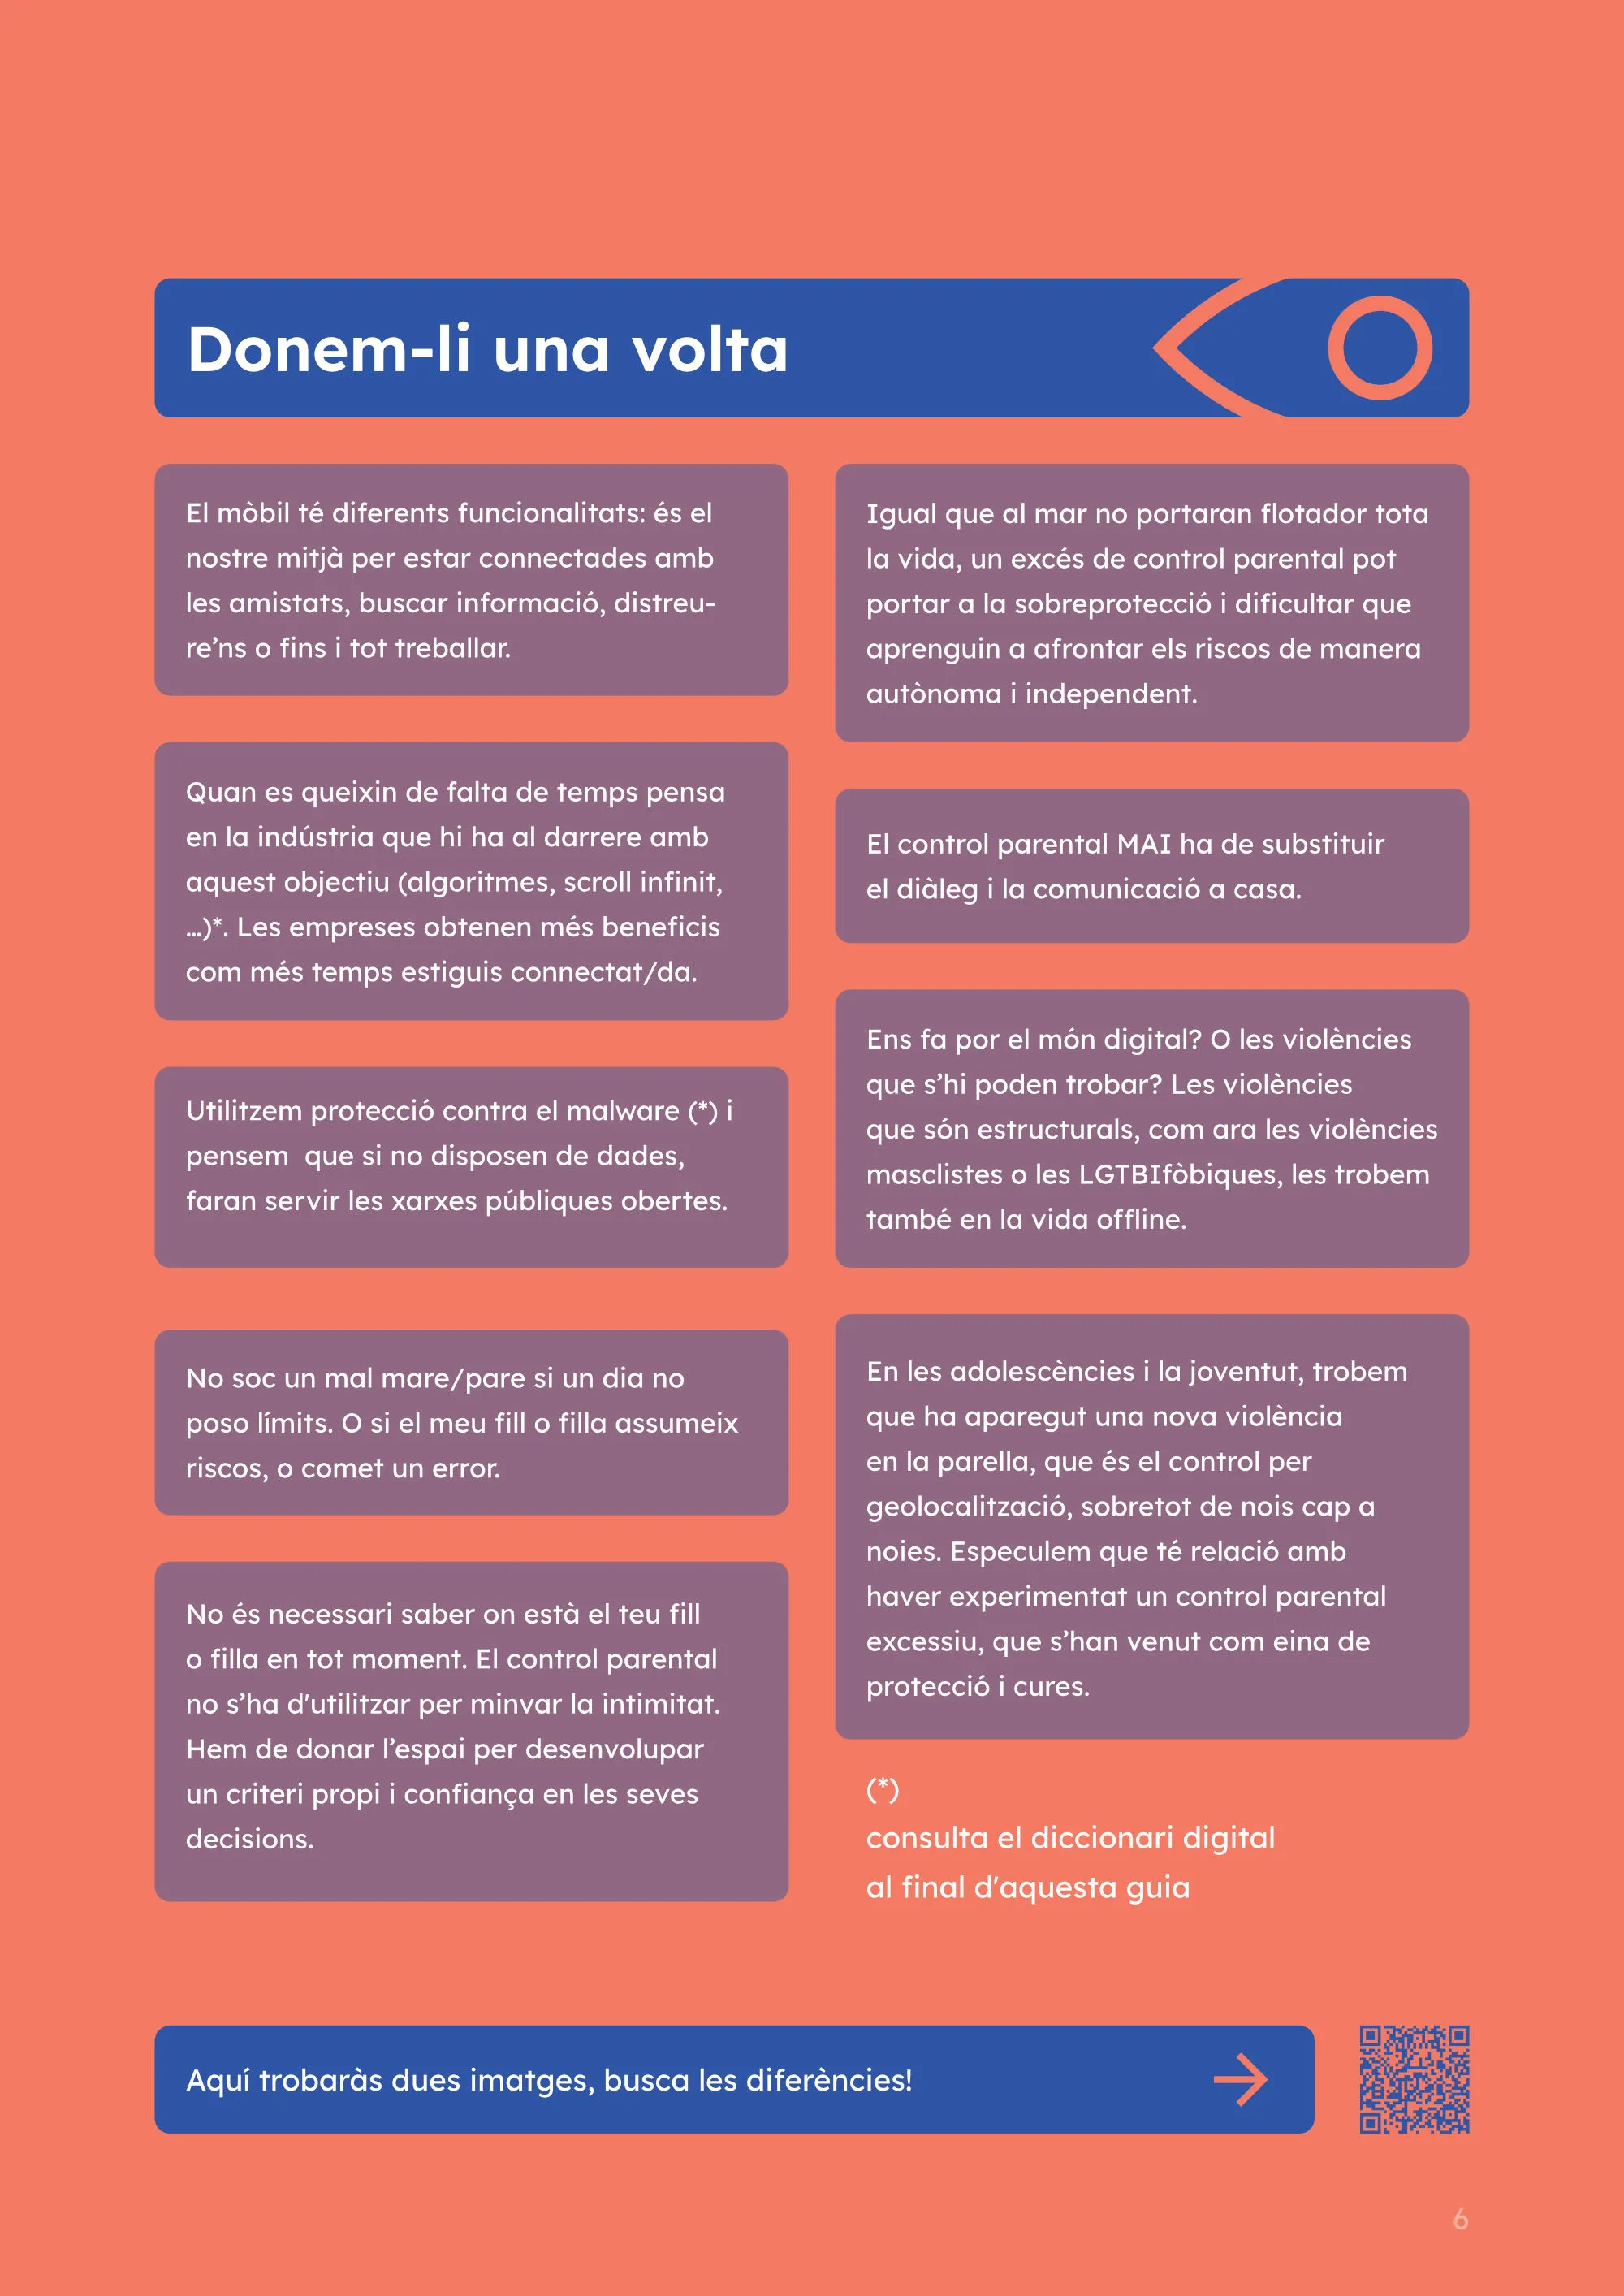 Donem-li una volta
El mòbil té diferents funcionalitats: és el
nostre mitjà per estar connectades amb
les amistats, buscar informació, distreu-
re’ns o fins i tot treballar.
Quan es queixin de falta de temps pensa
en la indústria que hi ha al darrere amb
aquest objectiu (algoritmes, scroll infinit,
…)*. Les empreses obtenen més beneficis
com més temps estiguis connectat/da.
Utilitzem protecció contra el malware (*) i
pensem  que si no disposen de dades,
faran servir les xarxes públiques obertes.
No soc un mal mare/pare si un dia no
poso límits. O si el meu fill o filla assumeix
riscos, o comet un error.
No és necessari saber on està el teu fill
o filla en tot moment. El control parental
no s’ha d'utilitzar per minvar la intimitat.
Hem de donar l’espai per desenvolupar
un criteri propi i confiança en les seves
decisions.
Igual que al mar no portaran flotador tota
la vida, un excés de control parental pot
portar a la sobreprotecció i dificultar que
aprenguin a afrontar els riscos de manera
autònoma i independent.
El control parental MAI ha de substituir
el diàleg i la comunicació a casa.
Ens fa por el món digital? O les violències
que s’hi poden trobar? Les violències
que són estructurals, com ara les violències
masclistes o les LGTBIfòbiques, les trobem
també en la vida offline.
En les adolescències i la joventut, trobem
que ha aparegut una nova violència
en la parella, que és el control per
geolocalització, sobretot de nois cap a
noies. Especulem que té relació amb
haver experimentat un control parental
excessiu, que s’han venut com eina de
protecció i cures.
(*)
consulta el diccionari digital
al final d'aquesta guia
Aquí trobaràs dues imatges, busca les diferències!
6